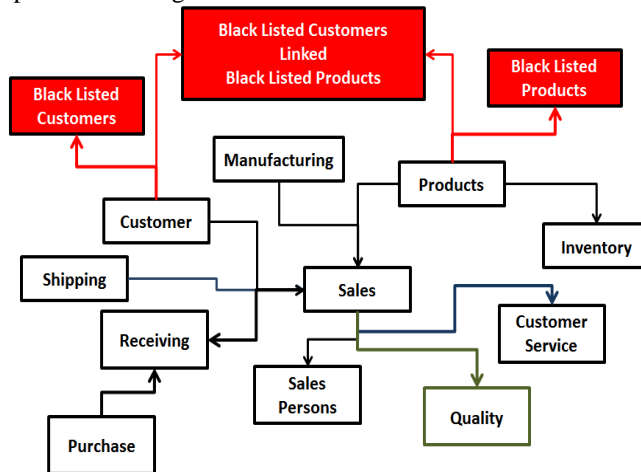 Black Listed Customers
Linked
Black Listed Products
Black Listed
Products
Black Listed
Customers
Manufacturing
Products
Customer
Inventory
Shipping
Sales
Customer
Service
Receiving
Sales
Persons
Quality
Purchase